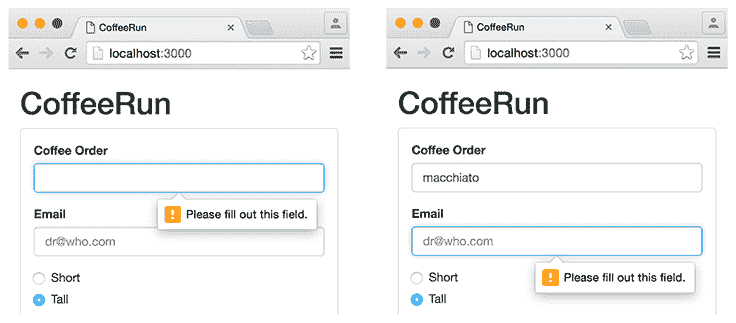 CoffeeRun
localhost:3000
CoffeeRun
Coffee Order
Please fill out this field.
Email
dr@who.com
Short
Tall
CoffeeRun
localhost:3000
CoffeeRun
Coffee Order
macchiato
Email
dr@who.com
Please fill out this field.
Short
Tall